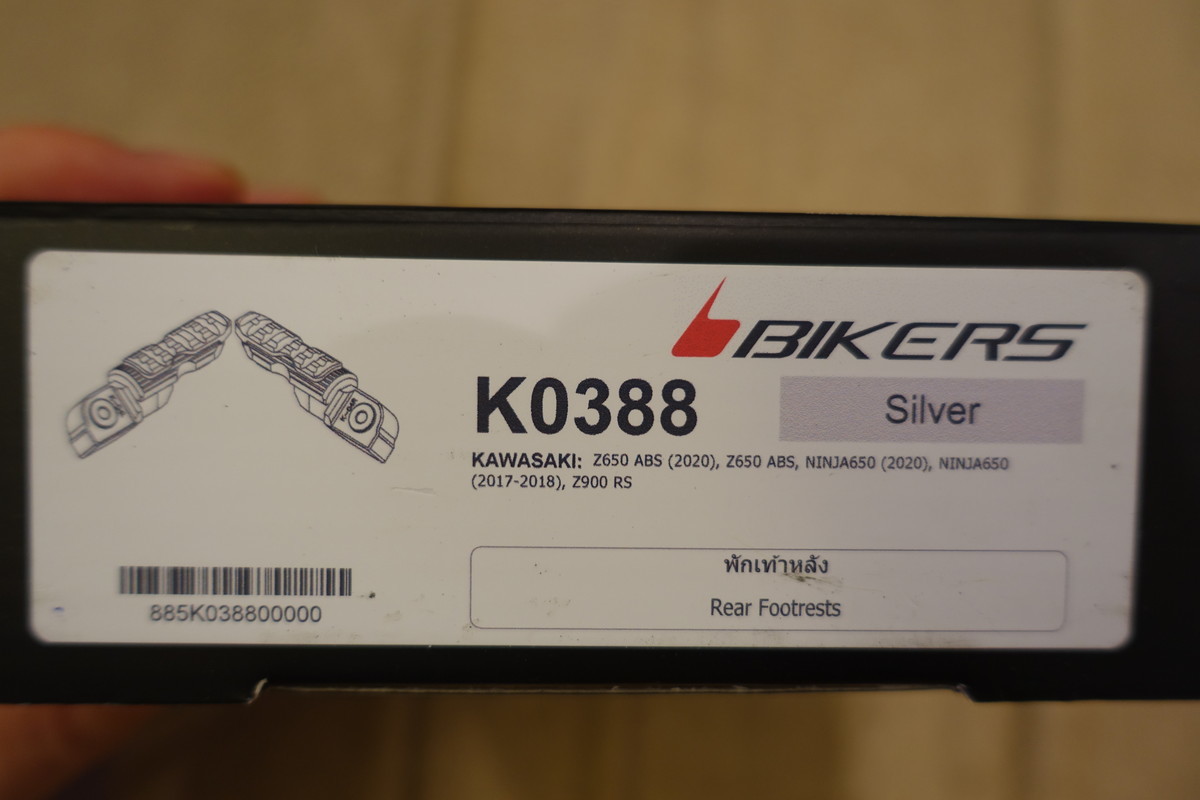 BIKERS
K0388
Silver
KAWASAKI: Z650 ABS (2020), Z650 ABS, NINJA650 (2020), NINJA650
(2017-2018), Z900 RS
พักเท้าหลัง
Rear Footrests
885K038800000